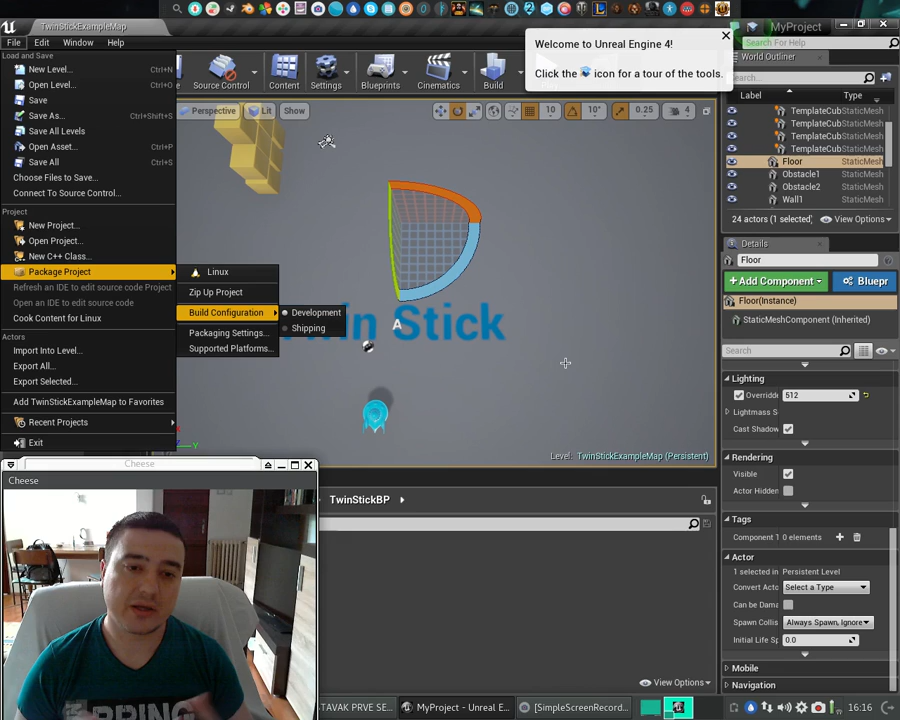 TwinStickExampleMap
MyProject
File Edit Window Help
Search For Help
Load and Save
New Level... Ctrl+N
Open Level... Ctrl+O
Save
Save As... Ctrl+Shift+S
Save All Levels
Open Asset... Ctrl+P
Save All Ctrl+S
Choose Files to Save...
Connect To Source Control...
Project
New Project...
Open Project...
New C++ Class...
Package Project
Refresh an IDE to edit source code Project
Open an IDE to edit source code
Cook Content for Linux
Actors
Import Into Level...
Export All...
Export Selected...
Add TwinStickExampleMap to Favorites
Recent Projects
Exit
Linux
Zip Up Project
Build Configuration
Packaging Settings...
Supported Platforms...
Development
Shipping
Source Control
Content
Settings
Blueprints
Cinematics
Build
Welcome to Unreal Engine 4!
Click the icon for a tour of the tools.
Perspective Lit Show
10 10° 0.25 4
in Stick
A
Level: TwinStickExampleMap (Persistent)
World Outliner
Search...
Label Type
TemplateCub StaticMesh
TemplateCub StaticMesh
TemplateCub StaticMesh
TemplateCub StaticMesh
Floor StaticMesh
Obstacle1 StaticMesh
Obstacle2 StaticMesh
Wall1 StaticMesh
24 actors (1 selected) View Options
Details
Floor
+ Add Component Bluepr
Floor(Instance)
StaticMeshComponent (Inherited)
Search
Lighting
Overridde 512
Lightmass S
Cast Shadow
Rendering
Visible
Actor Hidden
Tags
Component 0 elements
Actor
1 selected in Persistent Level
Convert Acto Select a Type
Can be Dama
Spawn Collis Always Spawn, Ignore
Initial Life Sp 0.0
Mobile
Navigation
TwinStickBP
View Options
Cheese
Cheese
PRING
TAVAK PRVE SE...
MyProject - Unreal E...
[SimpleScreenRecord...
16:16